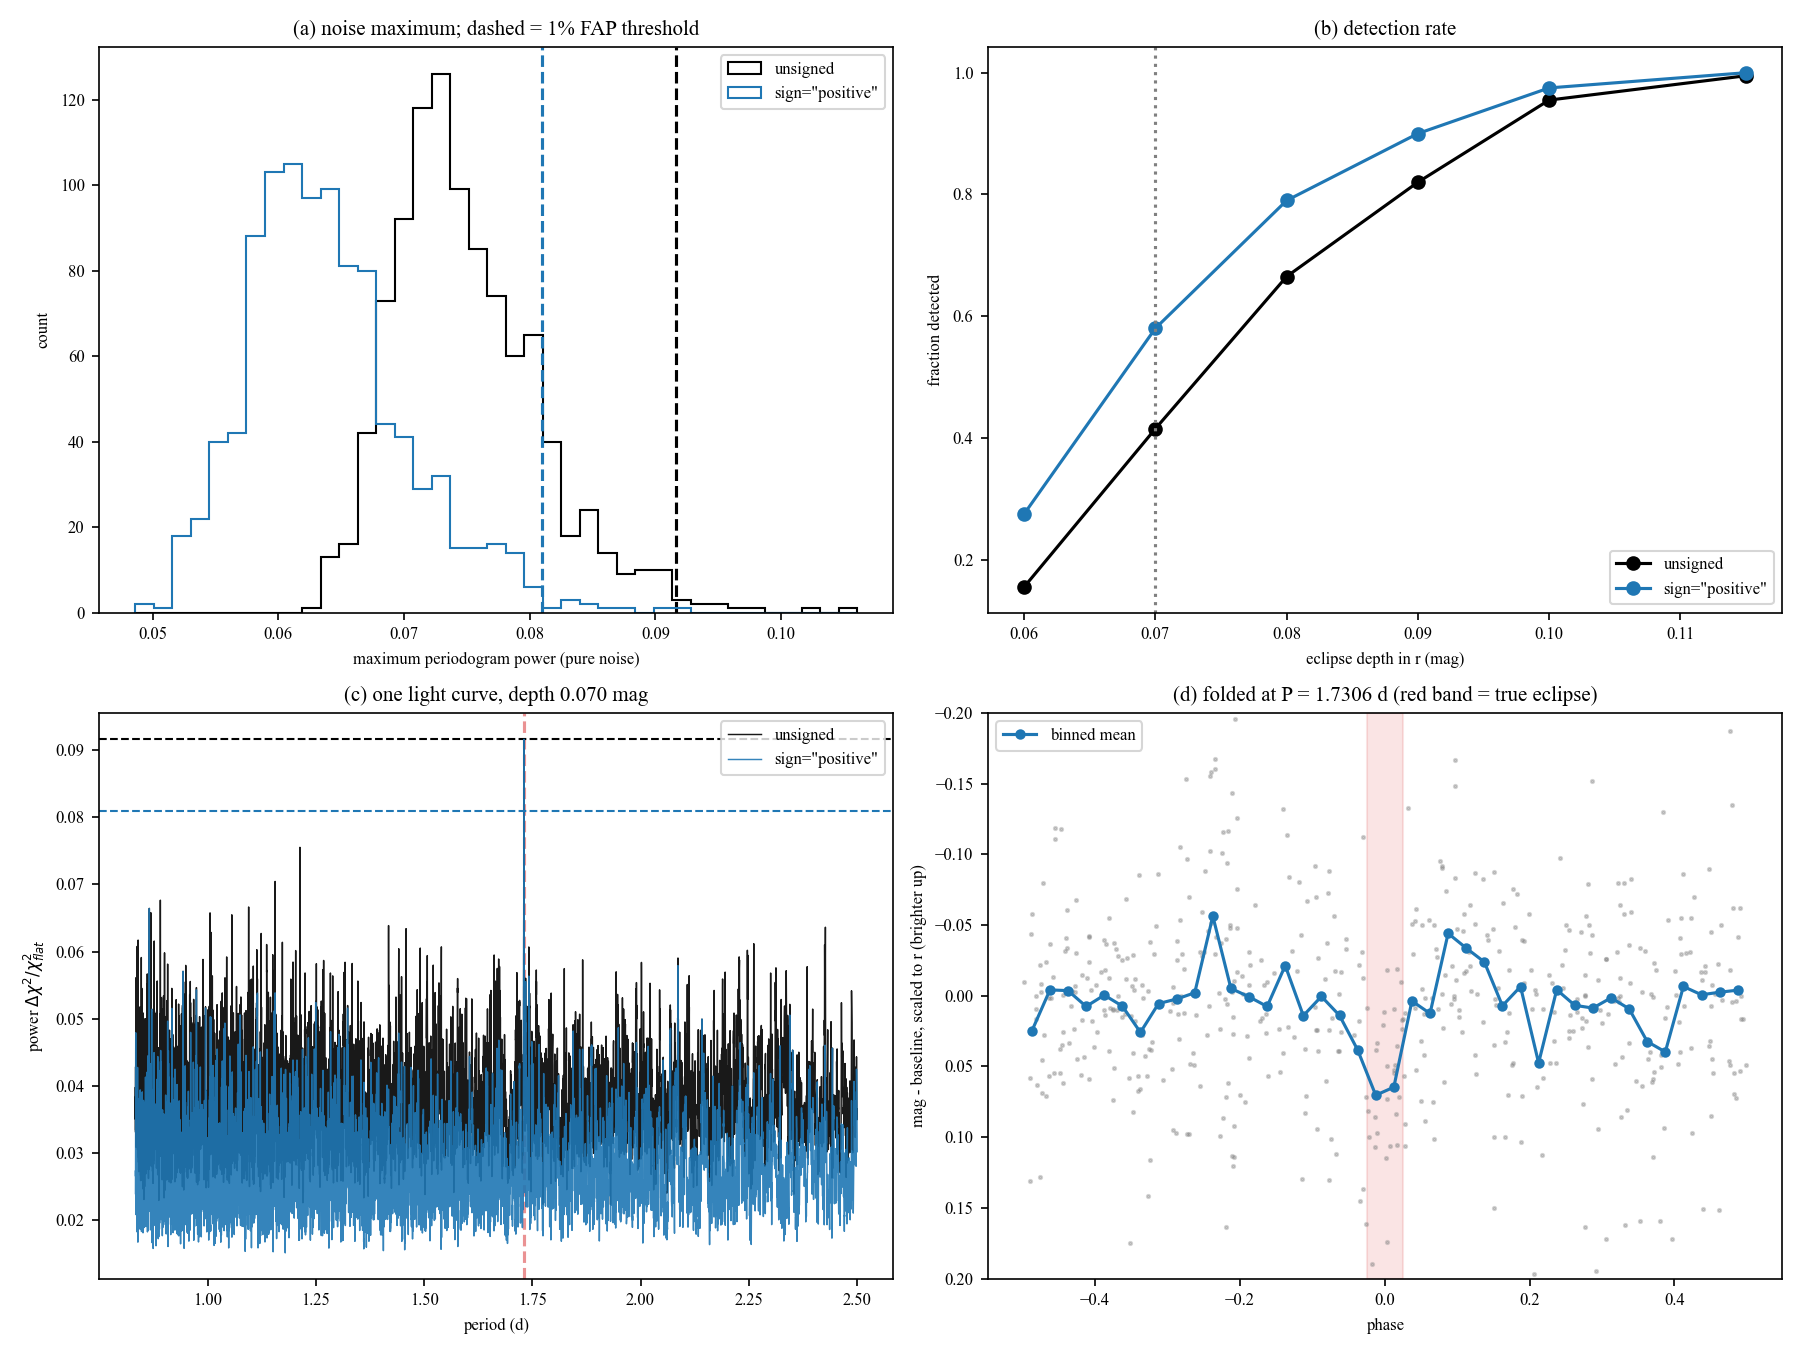 (a) noise maximum; dashed = 1% FAP threshold
unsigned
sign="positive"
count
0
20
40
60
80
100
120
0.05
0.06
0.07
0.08
0.09
0.10
maximum periodogram power (pure noise)
(b) detection rate
fraction detected
0.2
0.4
0.6
0.8
1.0
unsigned
sign="positive"
0.06
0.07
0.08
0.09
0.10
0.11
eclipse depth in r (mag)
(c) one light curve, depth 0.070 mag
unsigned
sign="positive"
power Δχ²/χ²flat
0.02
0.03
0.04
0.05
0.06
0.07
0.08
0.09
1.00
1.25
1.50
1.75
2.00
2.25
2.50
period (d)
(d) folded at P = 1.7306 d (red band = true eclipse)
binned mean
mag - baseline, scaled to r (brighter up)
−0.20
−0.15
−0.10
−0.05
0.00
0.05
0.10
0.15
0.20
−0.4
−0.2
0.0
0.2
0.4
phase